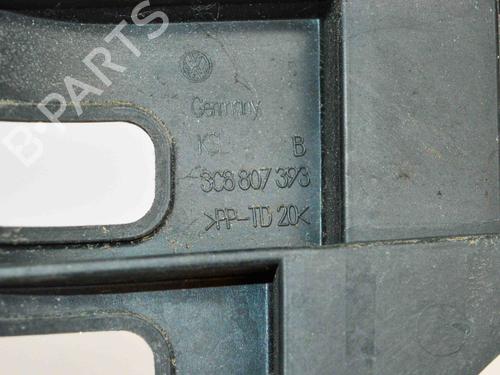 B-PARTS
Germany
KSL B
3C8 807 393
>PP-TD 20<